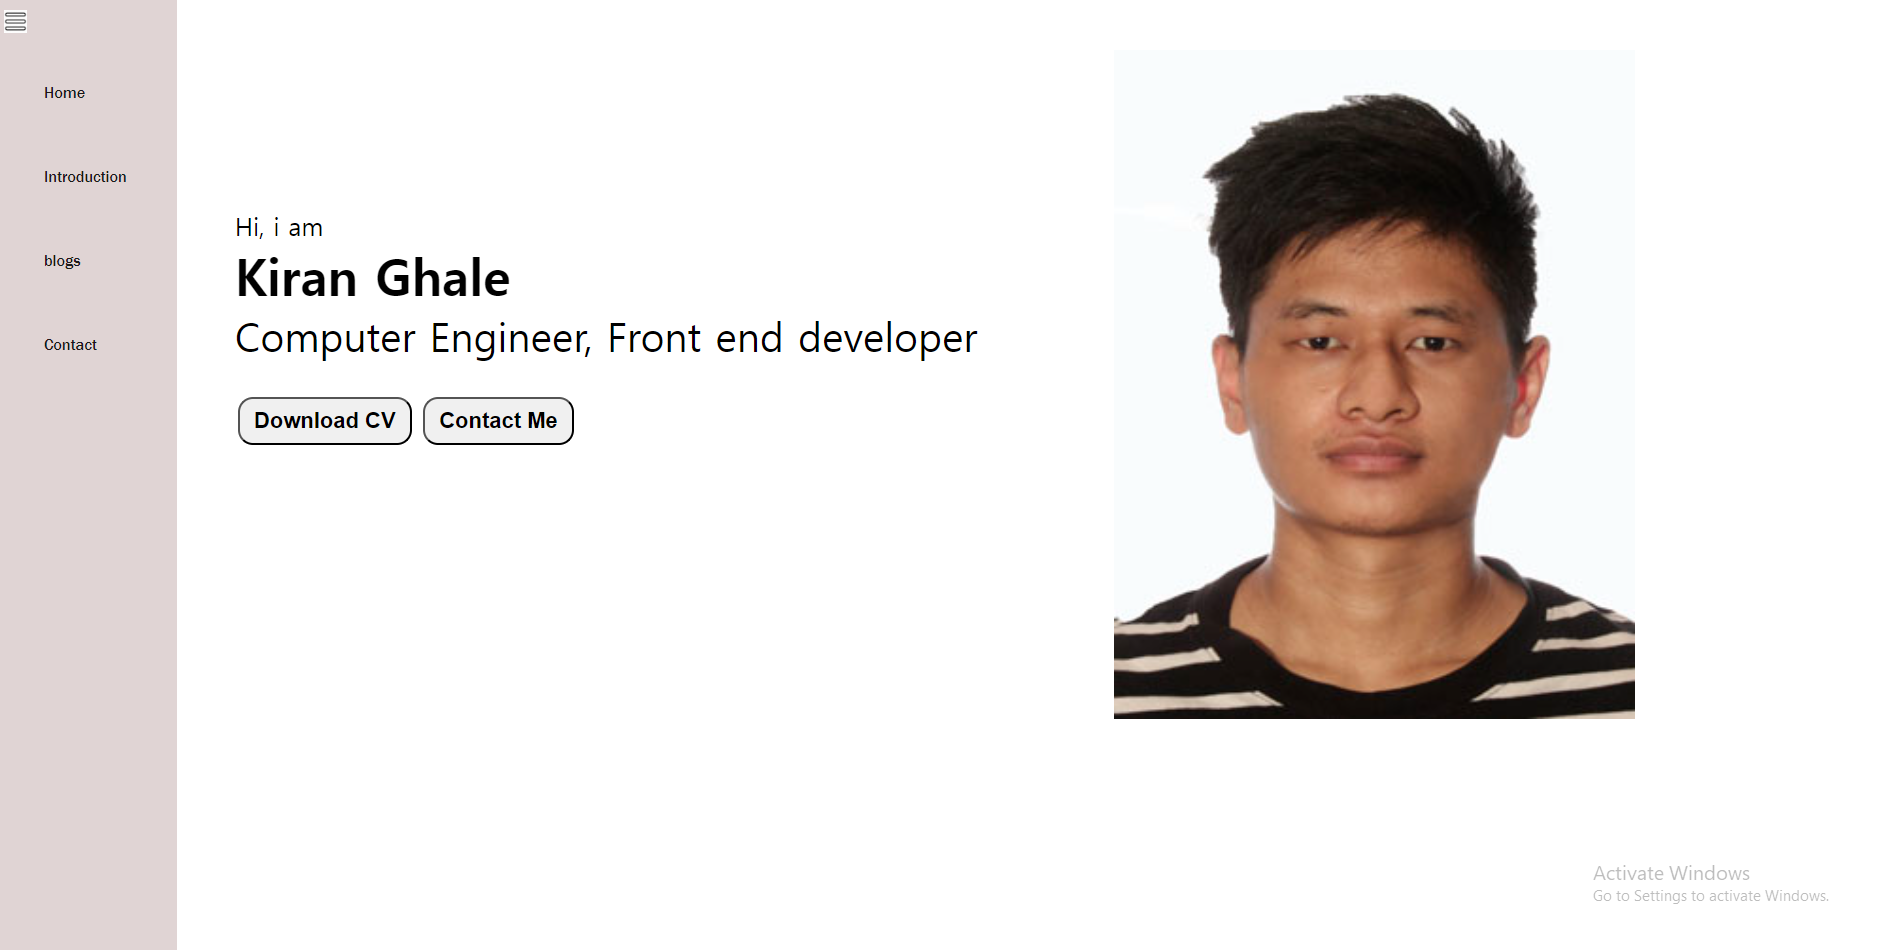 Home
Introduction
blogs
Contact
Hi, i am
Kiran Ghale
Computer Engineer, Front end developer
Download CV
Contact Me
Activate Windows
Go to Settings to activate Windows.